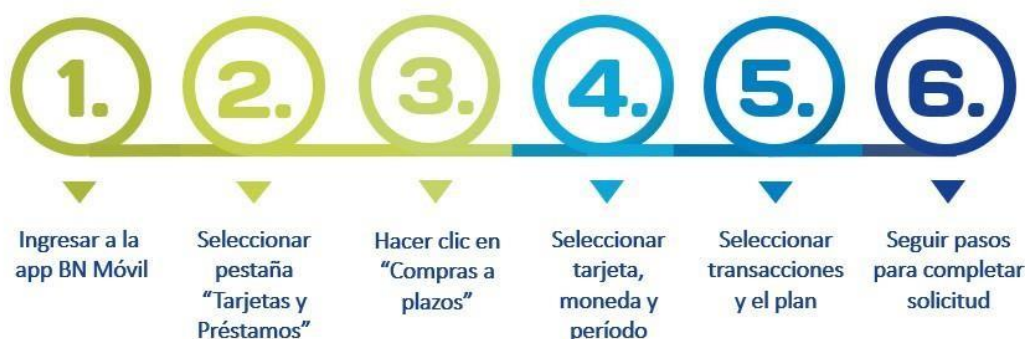 1.
2.
3.
4.
5.
6.
Ingresar a la
app BN Móvil
Seleccionar
pestaña
“Tarjetas y
Préstamos”
Hacer clic en
“Compras a
plazos”
Seleccionar
tarjeta,
moneda y
período
Seleccionar
transacciones
y el plan
Seguir pasos
para completar
solicitud